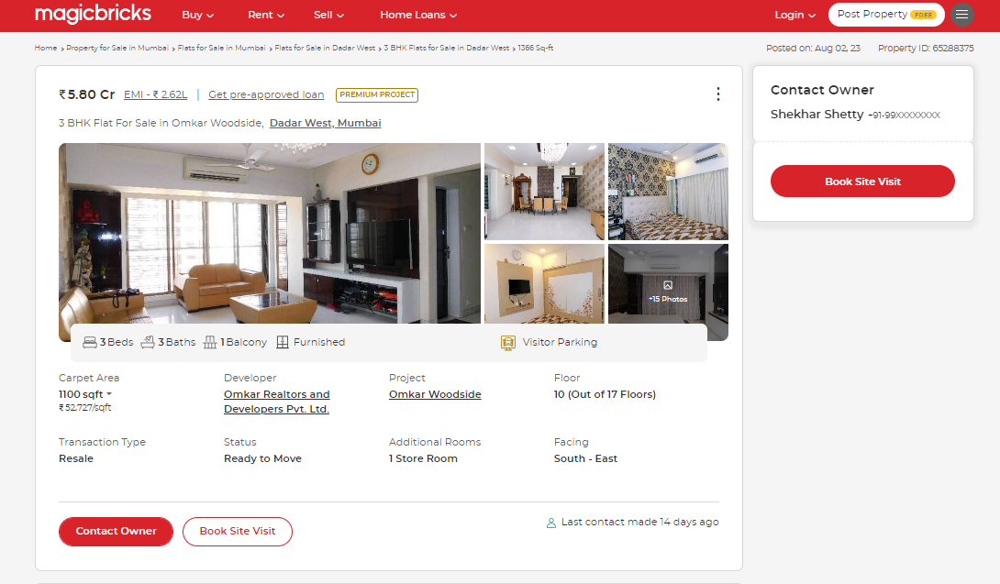 magicbricks
Buy
Rent
Sell
Home Loans
Login
Post Property FREE
Home > Property for Sale in Mumbai > Flats for Sale in Mumbai > Flats for Sale in Dadar West > 3 BHK Flats for Sale in Dadar West > 1366 Sq-ft
Posted on: Aug 02, 23 Property ID: 65288375
₹5.80 Cr EMI - ₹ 2.62L | Get pre-approved loan PREMIUM PROJECT
3 BHK Flat For Sale in Omkar Woodside, Dadar West, Mumbai
+15 Photos
3 Beds 3 Baths 1 Balcony Furnished Visitor Parking
Carpet Area
1100 sqft
₹ 52,727/sqft
Developer
Omkar Realtors and
Developers Pvt. Ltd.
Project
Omkar Woodside
Floor
10 (Out of 17 Floors)
Transaction Type
Resale
Status
Ready to Move
Additional Rooms
1 Store Room
Facing
South - East
Contact Owner
Book Site Visit
Last contact made 14 days ago
Contact Owner
Shekhar Shetty +91-99XXXXXXXX
Book Site Visit